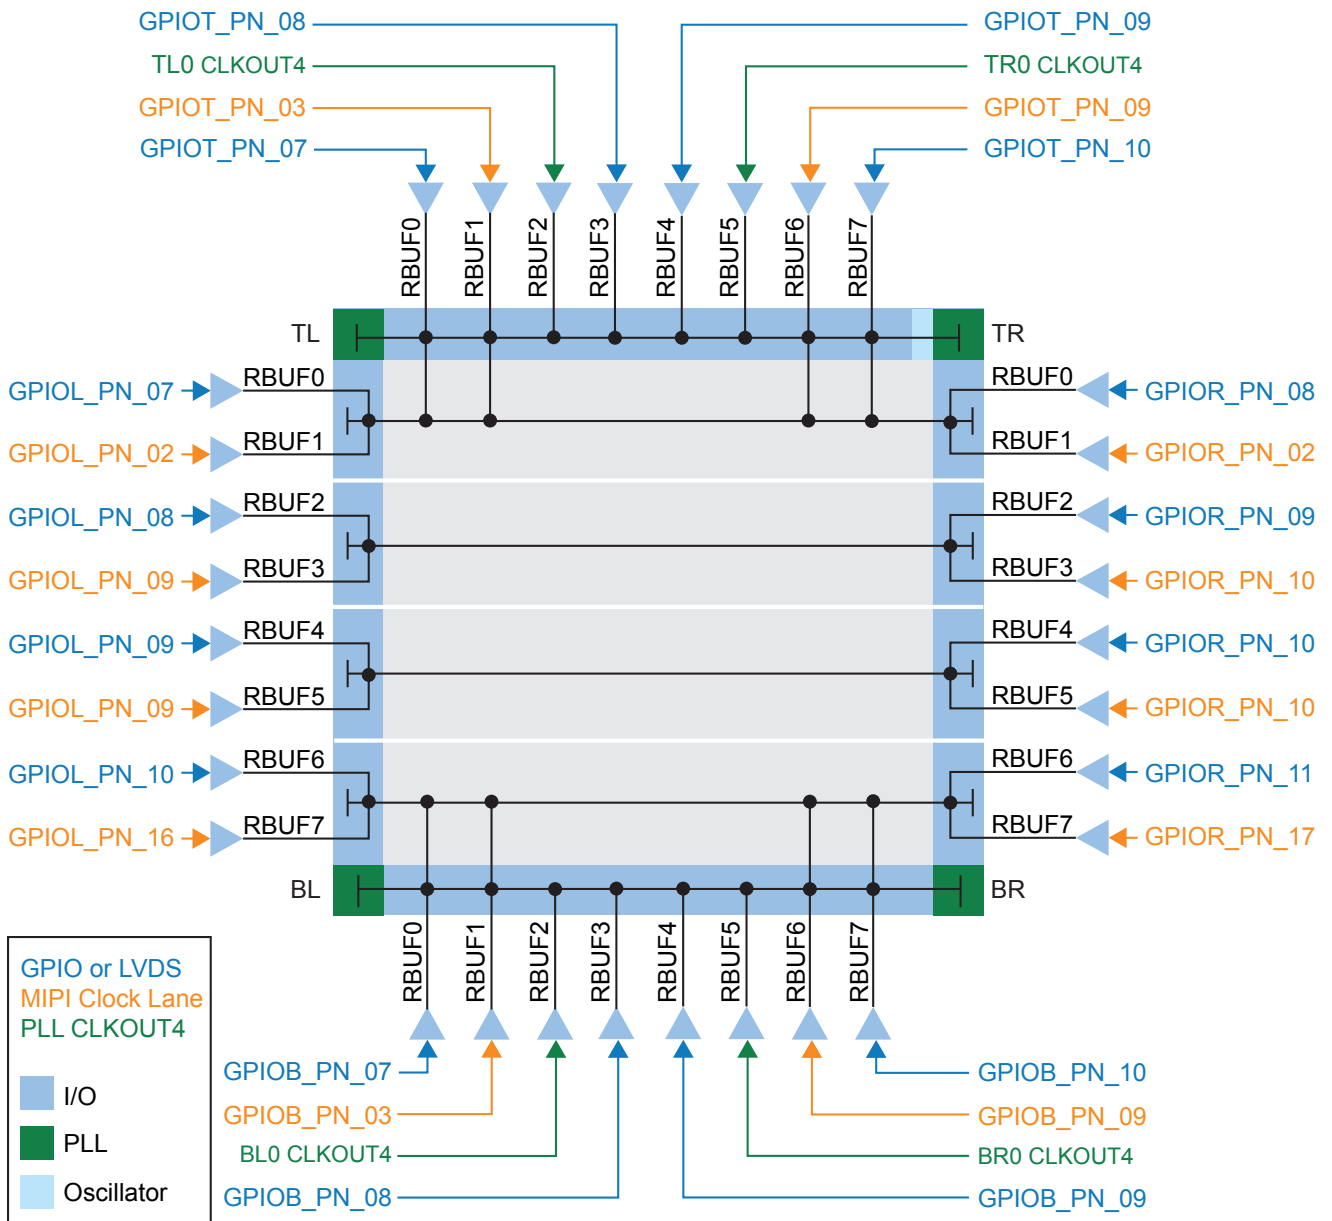 GPIOT_PN_08
GPIOT_PN_09
TL0 CLKOUT4
TR0 CLKOUT4
GPIOT_PN_03
GPIOT_PN_09
GPIOT_PN_07
GPIOT_PN_10
RBUF0
RBUF1
RBUF2
RBUF3
RBUF4
RBUF5
RBUF6
RBUF7
TL
TR
GPIOL_PN_07
RBUF0
RBUF0
GPIOR_PN_08
GPIOL_PN_02
RBUF1
RBUF1
GPIOR_PN_02
GPIOL_PN_08
RBUF2
RBUF2
GPIOR_PN_09
GPIOL_PN_09
RBUF3
RBUF3
GPIOR_PN_10
GPIOL_PN_09
RBUF4
RBUF4
GPIOR_PN_10
GPIOL_PN_09
RBUF5
RBUF5
GPIOR_PN_10
GPIOL_PN_10
RBUF6
RBUF6
GPIOR_PN_11
GPIOL_PN_16
RBUF7
RBUF7
GPIOR_PN_17
BL
BR
RBUF0
RBUF1
RBUF2
RBUF3
RBUF4
RBUF5
RBUF6
RBUF7
GPIOB_PN_07
GPIOB_PN_10
GPIOB_PN_03
GPIOB_PN_09
BL0 CLKOUT4
BR0 CLKOUT4
GPIOB_PN_08
GPIOB_PN_09
GPIO or LVDS
MIPI Clock Lane
PLL CLKOUT4
I/O
PLL
Oscillator